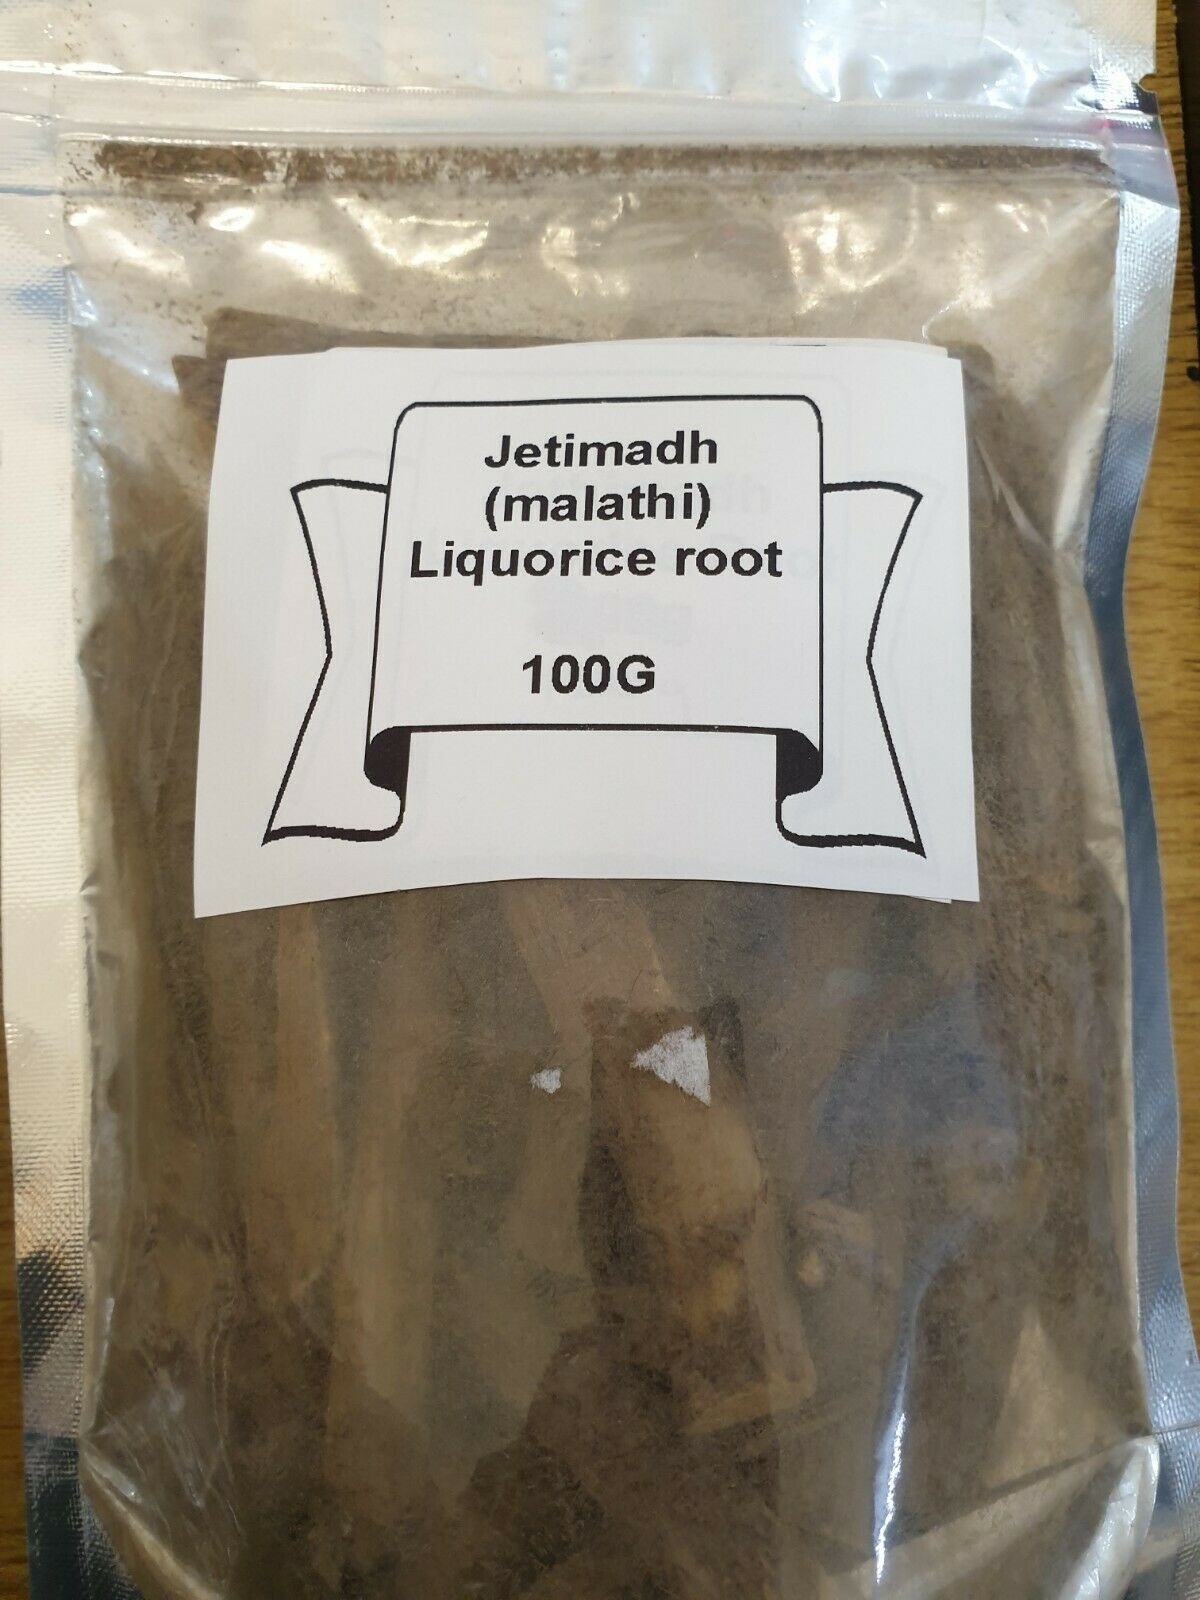 Jetimadh
(malathi)
Liquorice root
100G